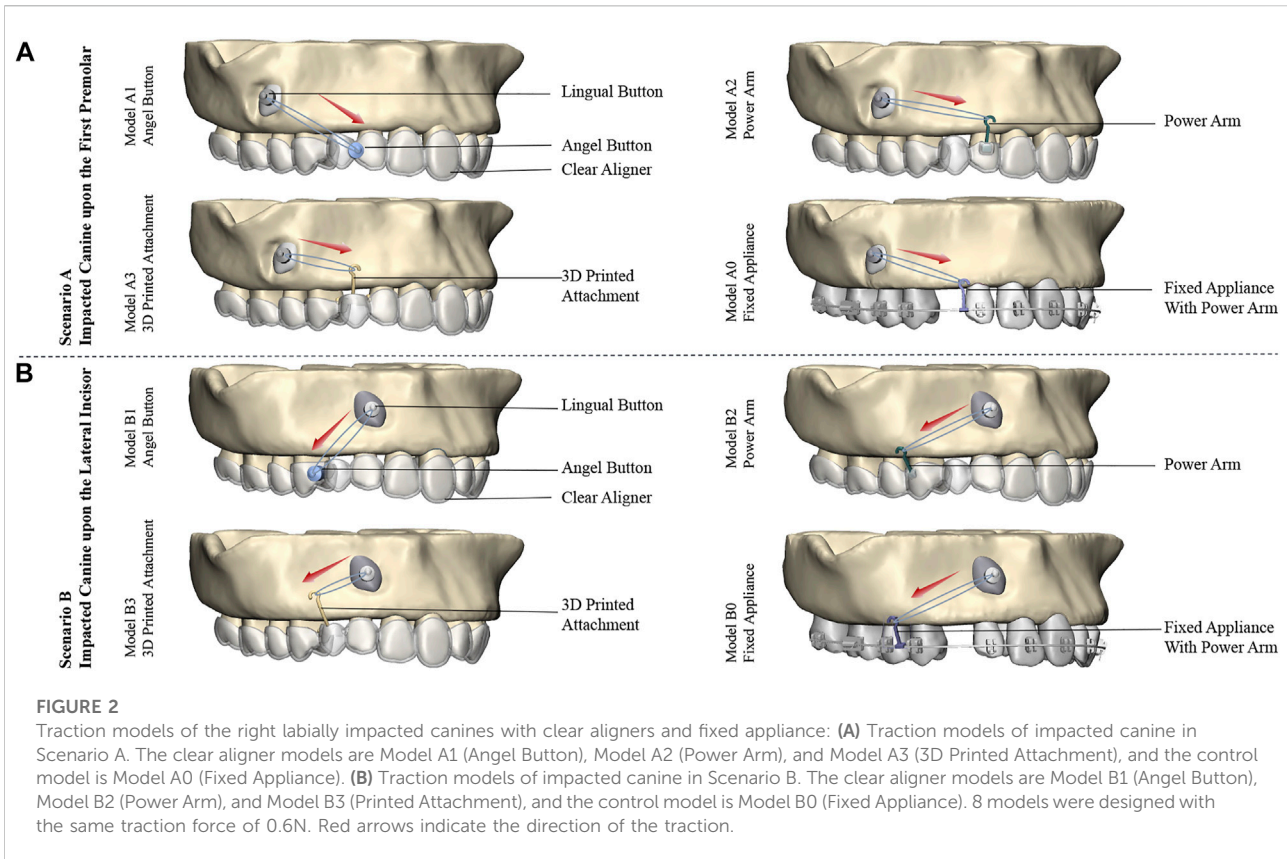 A
Scenario A
Impacted Canine upon the First Premolar
Model A1
Angel Button
Lingual Button
Angel Button
Clear Aligner
Model A2
Power Arm
Power Arm
Model A3
3D Printed Attachment
3D Printed
Attachment
Model A0
Fixed Appliance
Fixed Appliance
With Power Arm
B
Scenario B
Impacted Canine upon the Lateral Incisor
Model B1
Angel Button
Lingual Button
Angel Button
Clear Aligner
Model B2
Power Arm
Power Arm
Model B3
3D Printed Attachment
3D Printed
Attachment
Model B0
Fixed Appliance
Fixed Appliance
With Power Arm
FIGURE 2
Traction models of the right labially impacted canines with clear aligners and fixed appliance: (A) Traction models of impacted canine in
Scenario A. The clear aligner models are Model A1 (Angel Button), Model A2 (Power Arm), and Model A3 (3D Printed Attachment), and the control
model is Model A0 (Fixed Appliance). (B) Traction models of impacted canine in Scenario B. The clear aligner models are Model B1 (Angel Button),
Model B2 (Power Arm), and Model B3 (Printed Attachment), and the control model is Model B0 (Fixed Appliance). 8 models were designed with
the same traction force of 0.6N. Red arrows indicate the direction of the traction.